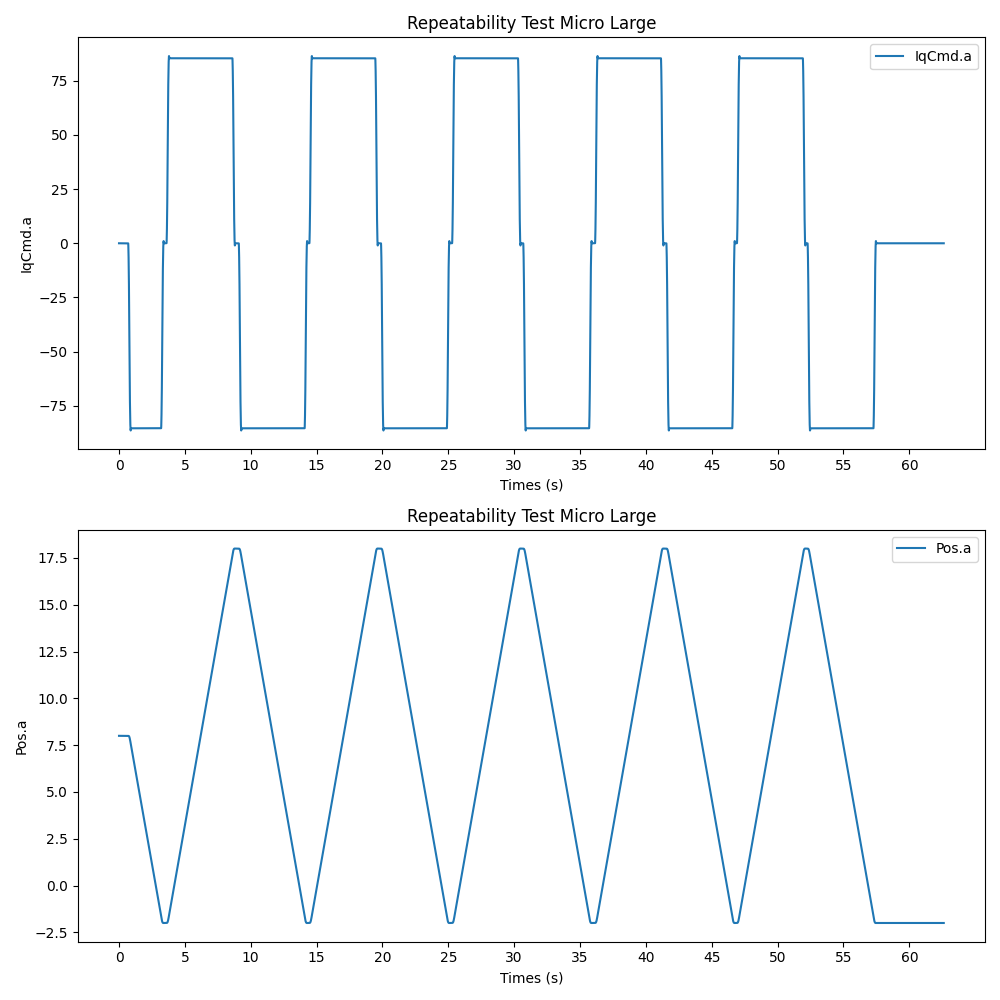 Repeatability Test Micro Large
IqCmd.a
75
50
25
0
−25
−50
−75
IqCmd.a
0 5 10 15 20 25 30 35 40 45 50 55 60
Times (s)
Repeatability Test Micro Large
Pos.a
17.5
15.0
12.5
10.0
7.5
5.0
2.5
0.0
−2.5
Pos.a
0 5 10 15 20 25 30 35 40 45 50 55 60
Times (s)